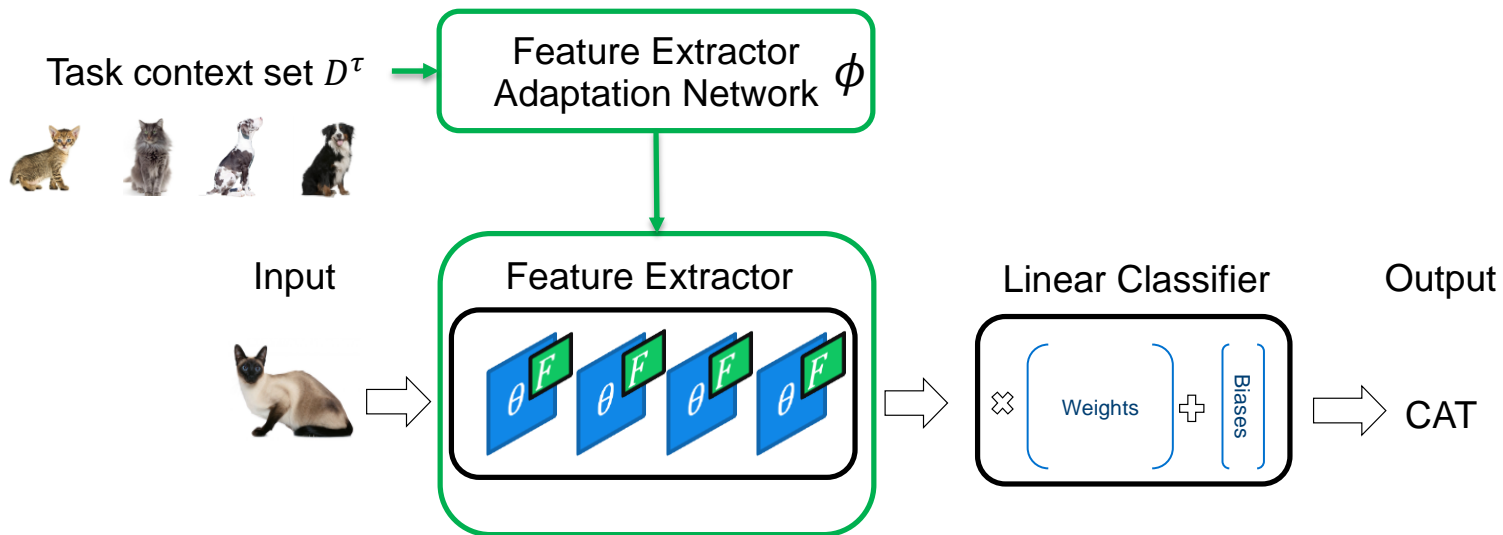 Task context set D^τ
Feature Extractor
Adaptation Network ϕ
Input
Feature Extractor
Linear Classifier
Output
θ F θ F θ F θ F
× Weights + Biases
CAT